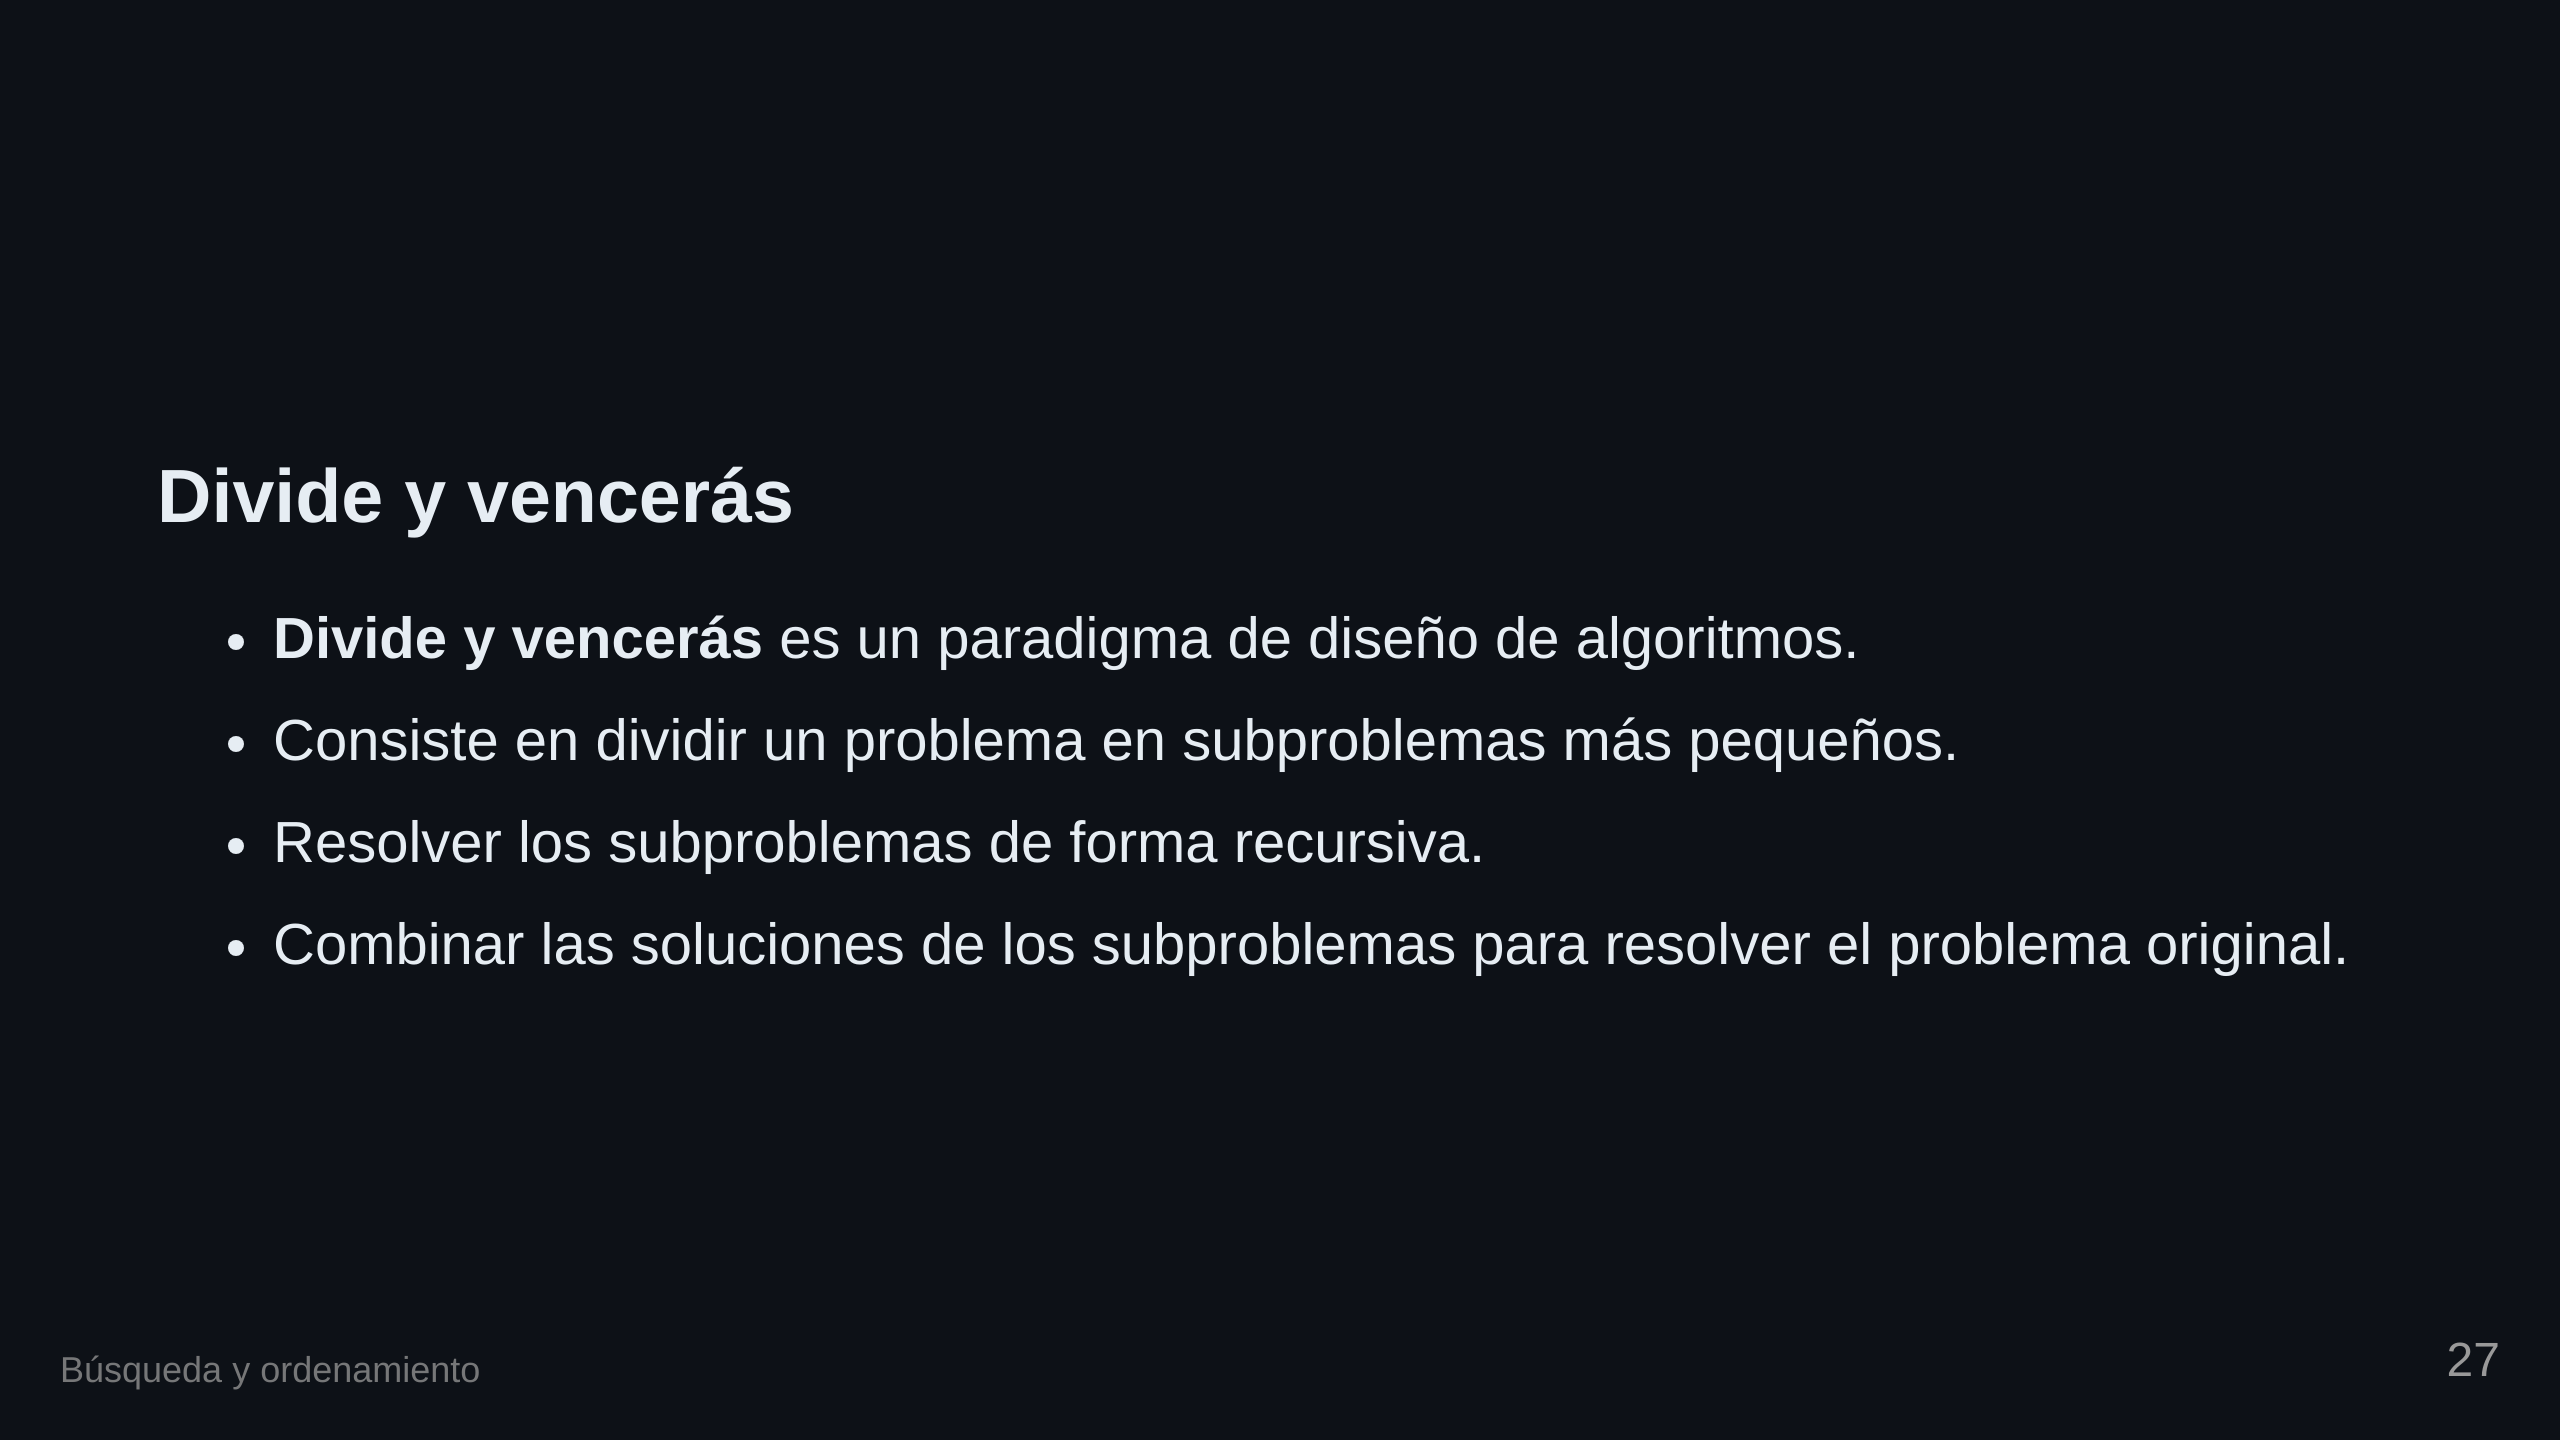 Divide y vencerás
• Divide y vencerás es un paradigma de diseño de algoritmos.
• Consiste en dividir un problema en subproblemas más pequeños.
• Resolver los subproblemas de forma recursiva.
• Combinar las soluciones de los subproblemas para resolver el problema original.
Búsqueda y ordenamiento
27